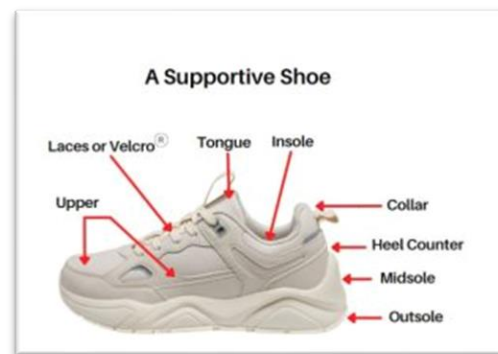 A Supportive Shoe
Laces or Velcro®
Tongue
Insole
Upper
Collar
Heel Counter
Midsole
Outsole